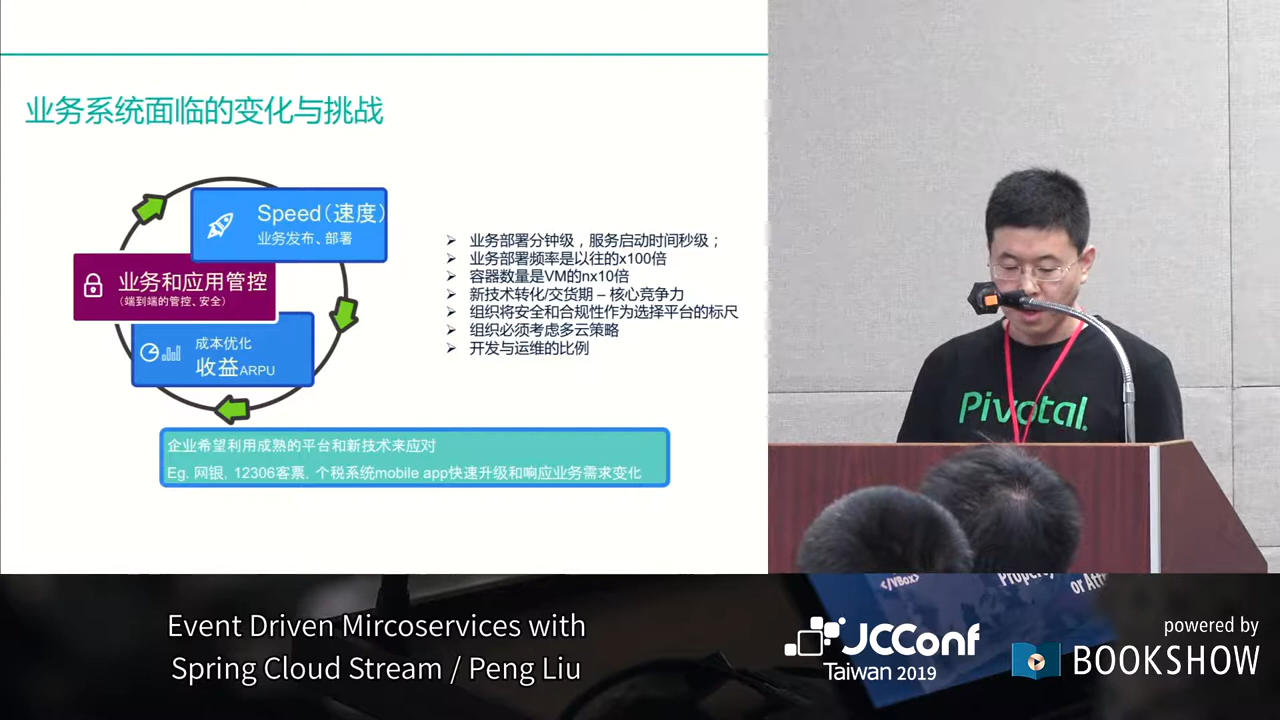 业务系统面临的变化与挑战
Speed（速度）
业务发布、部署
业务和应用管控
（端到端的管控、安全）
成本优化
收益ARPU
业务部署分钟级，服务启动时间秒级；
业务部署频率是以往的x100倍
容器数量是VM的nx10倍
新技术转化/交货期 – 核心竞争力
组织将安全和合规性作为选择平台的标尺
组织必须考虑多云策略
开发与运维的比例
企业希望利用成熟的平台和新技术来应对
Eg. 网银, 12306客票, 个税系统mobile app快速升级和响应业务需求变化
Pivotal.
</VBox>
Property
or
Event Driven Mircoservices with
Spring Cloud Stream / Peng Liu
JCConf
Taiwan 2019
powered by
BOOKSHOW